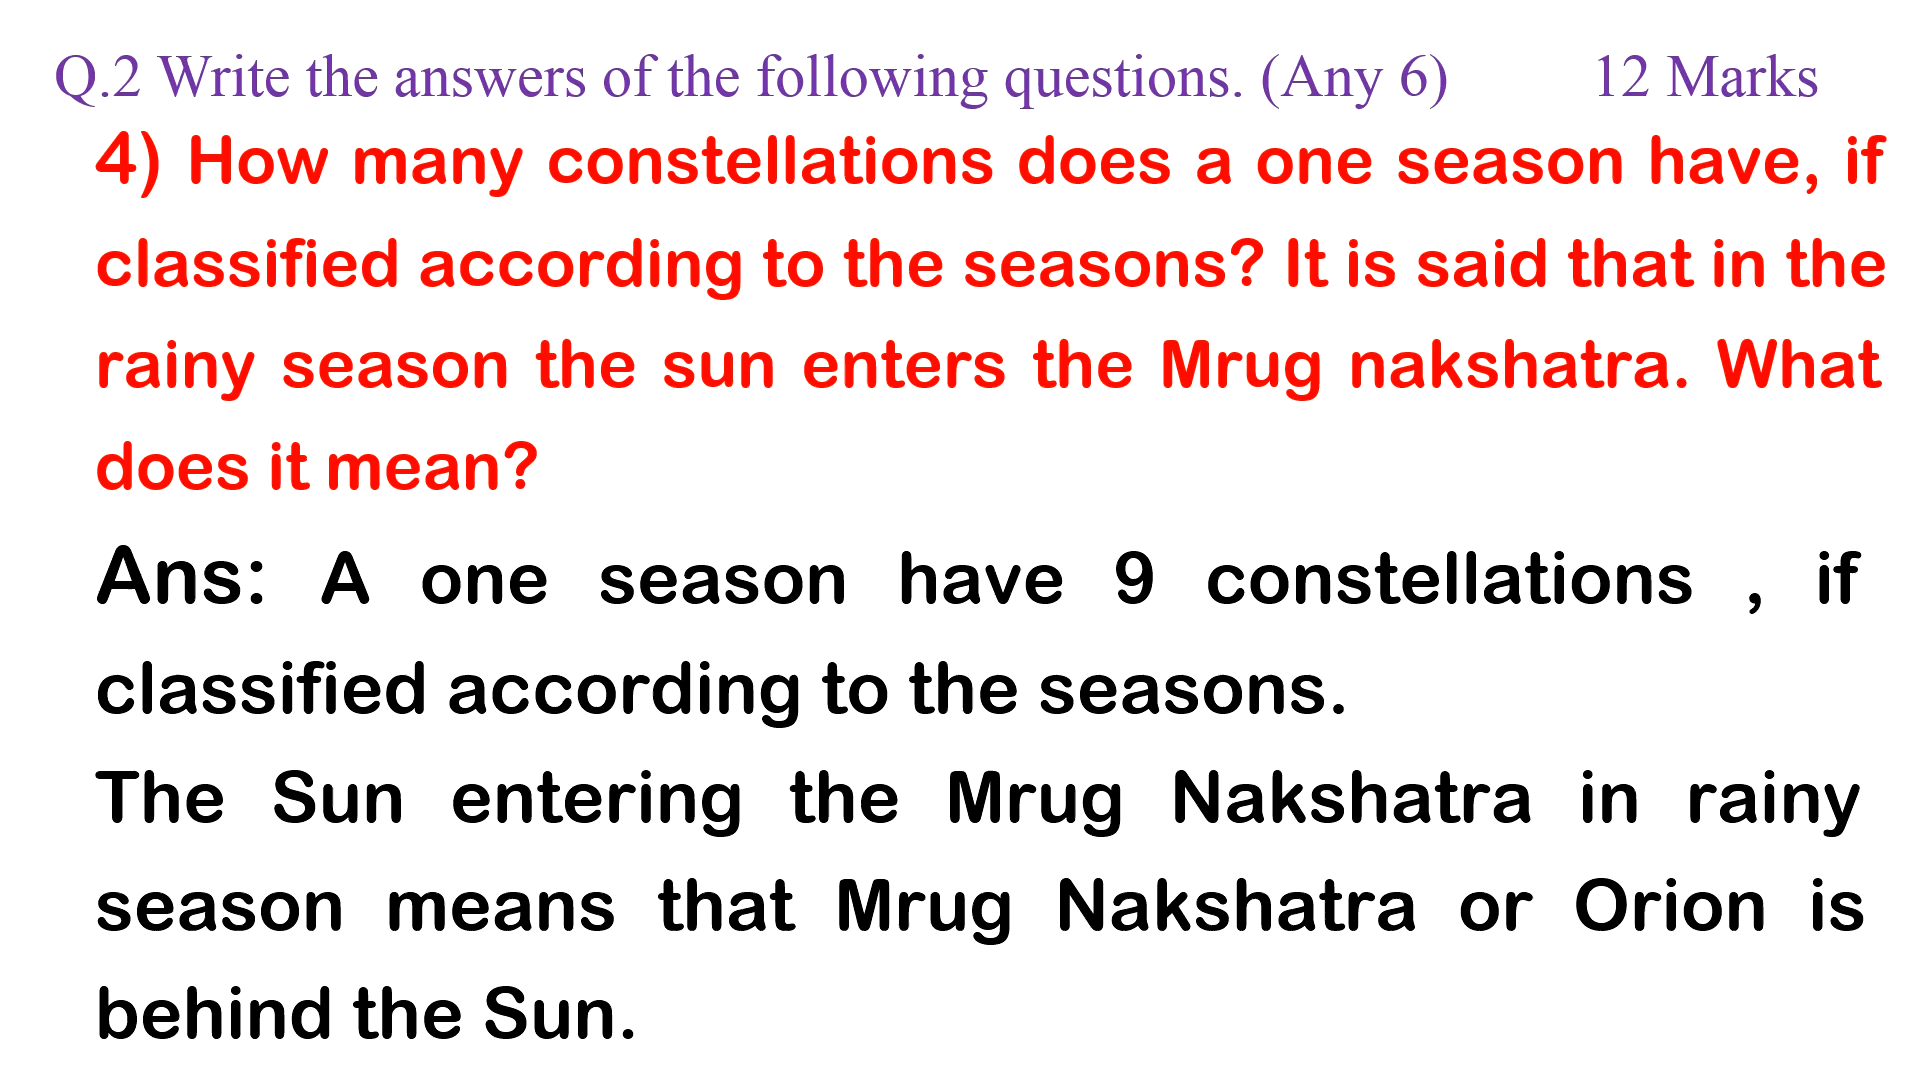 Q.2 Write the answers of the following questions. (Any 6) 12 Marks
4) How many constellations does a one season have, if
classified according to the seasons? It is said that in the
rainy season the sun enters the Mrug nakshatra. What
does it mean?
Ans: A one season have 9 constellations , if
classified according to the seasons.
The Sun entering the Mrug Nakshatra in rainy
season means that Mrug Nakshatra or Orion is
behind the Sun.